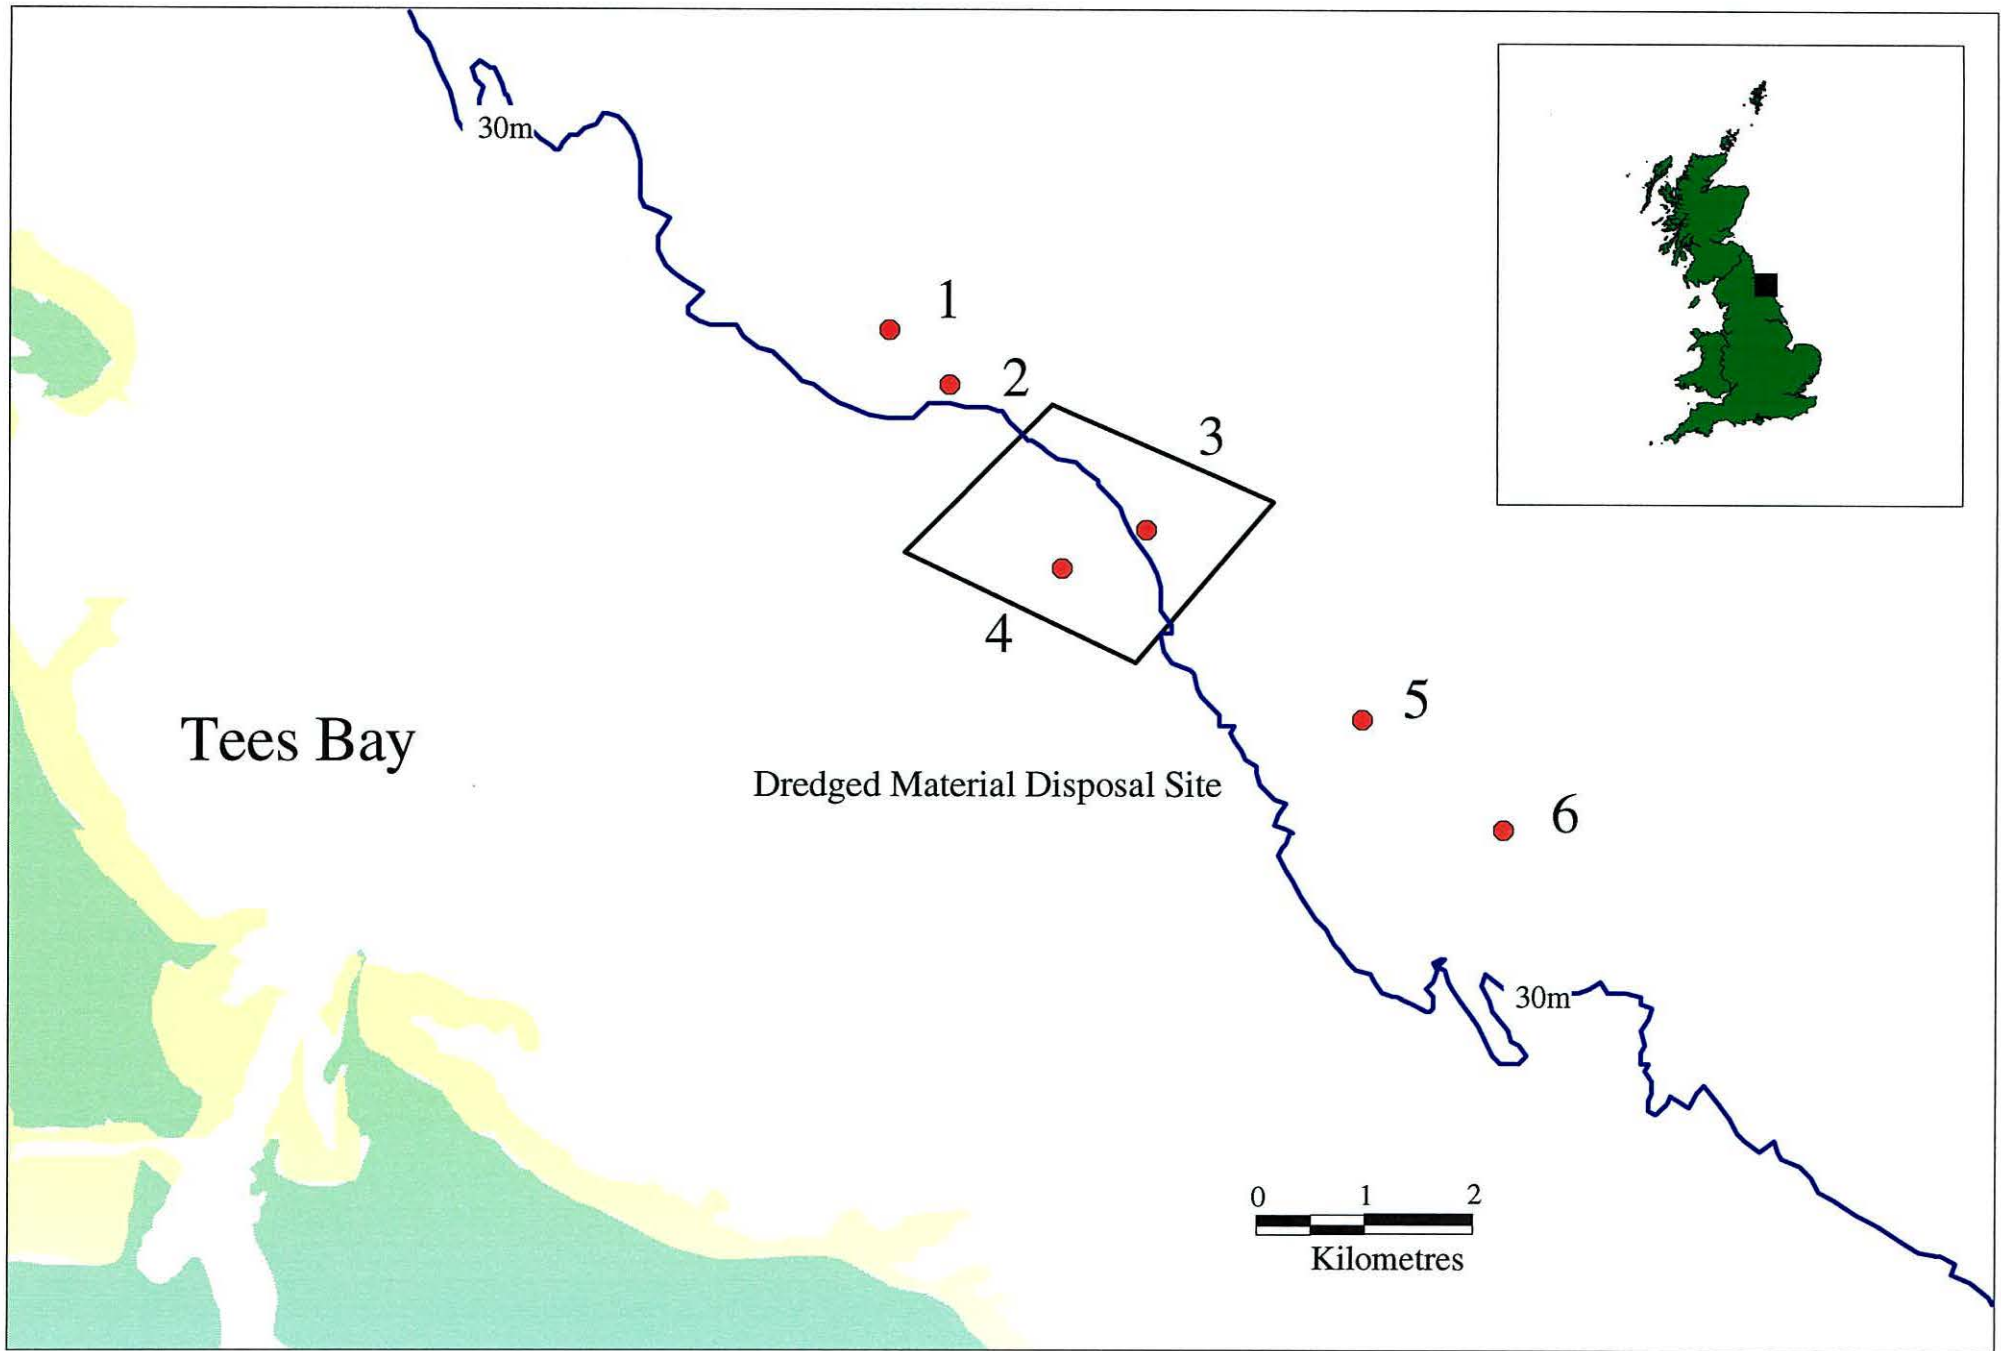 30m
1
2
3
4
5
Tees Bay
Dredged Material Disposal Site
6
30m
0 1 2
Kilometres